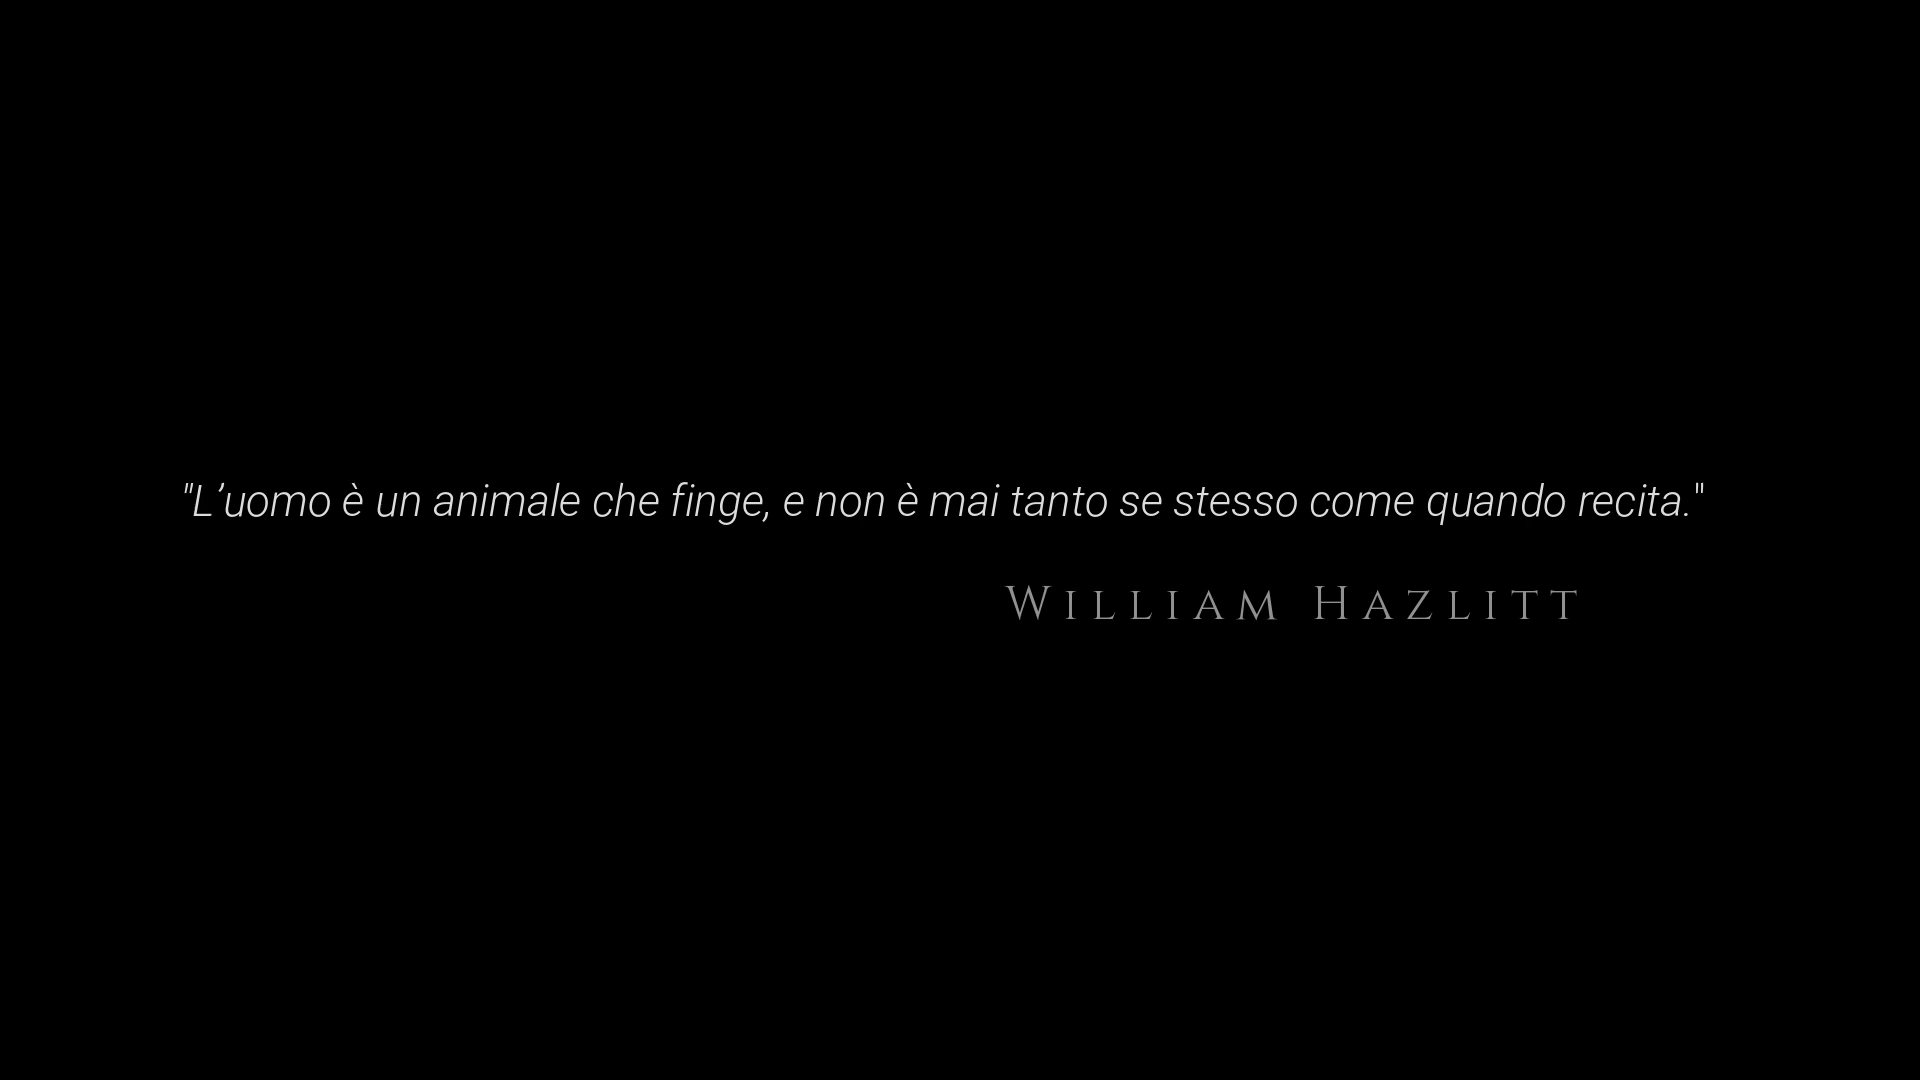 "L’uomo è un animale che finge, e non è mai tanto se stesso come quando recita."
William Hazlitt